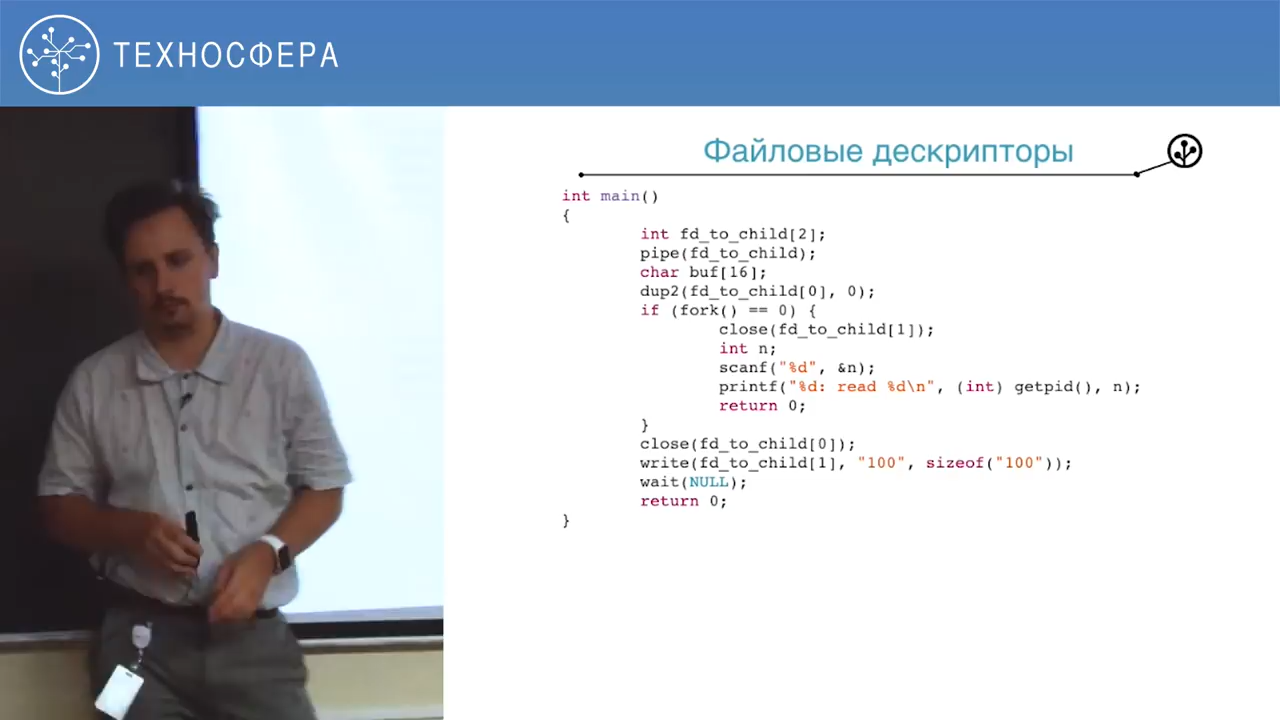 ТЕХНОСФЕРА
Файловые дескрипторы
int main()
{
        int fd_to_child[2];
        pipe(fd_to_child);
        char buf[16];
        dup2(fd_to_child[0], 0);
        if (fork() == 0) {
                close(fd_to_child[1]);
                int n;
                scanf("%d", &n);
                printf("%d: read %d\n", (int) getpid(), n);
                return 0;
        }
        close(fd_to_child[0]);
        write(fd_to_child[1], "100", sizeof("100"));
        wait(NULL);
        return 0;
}